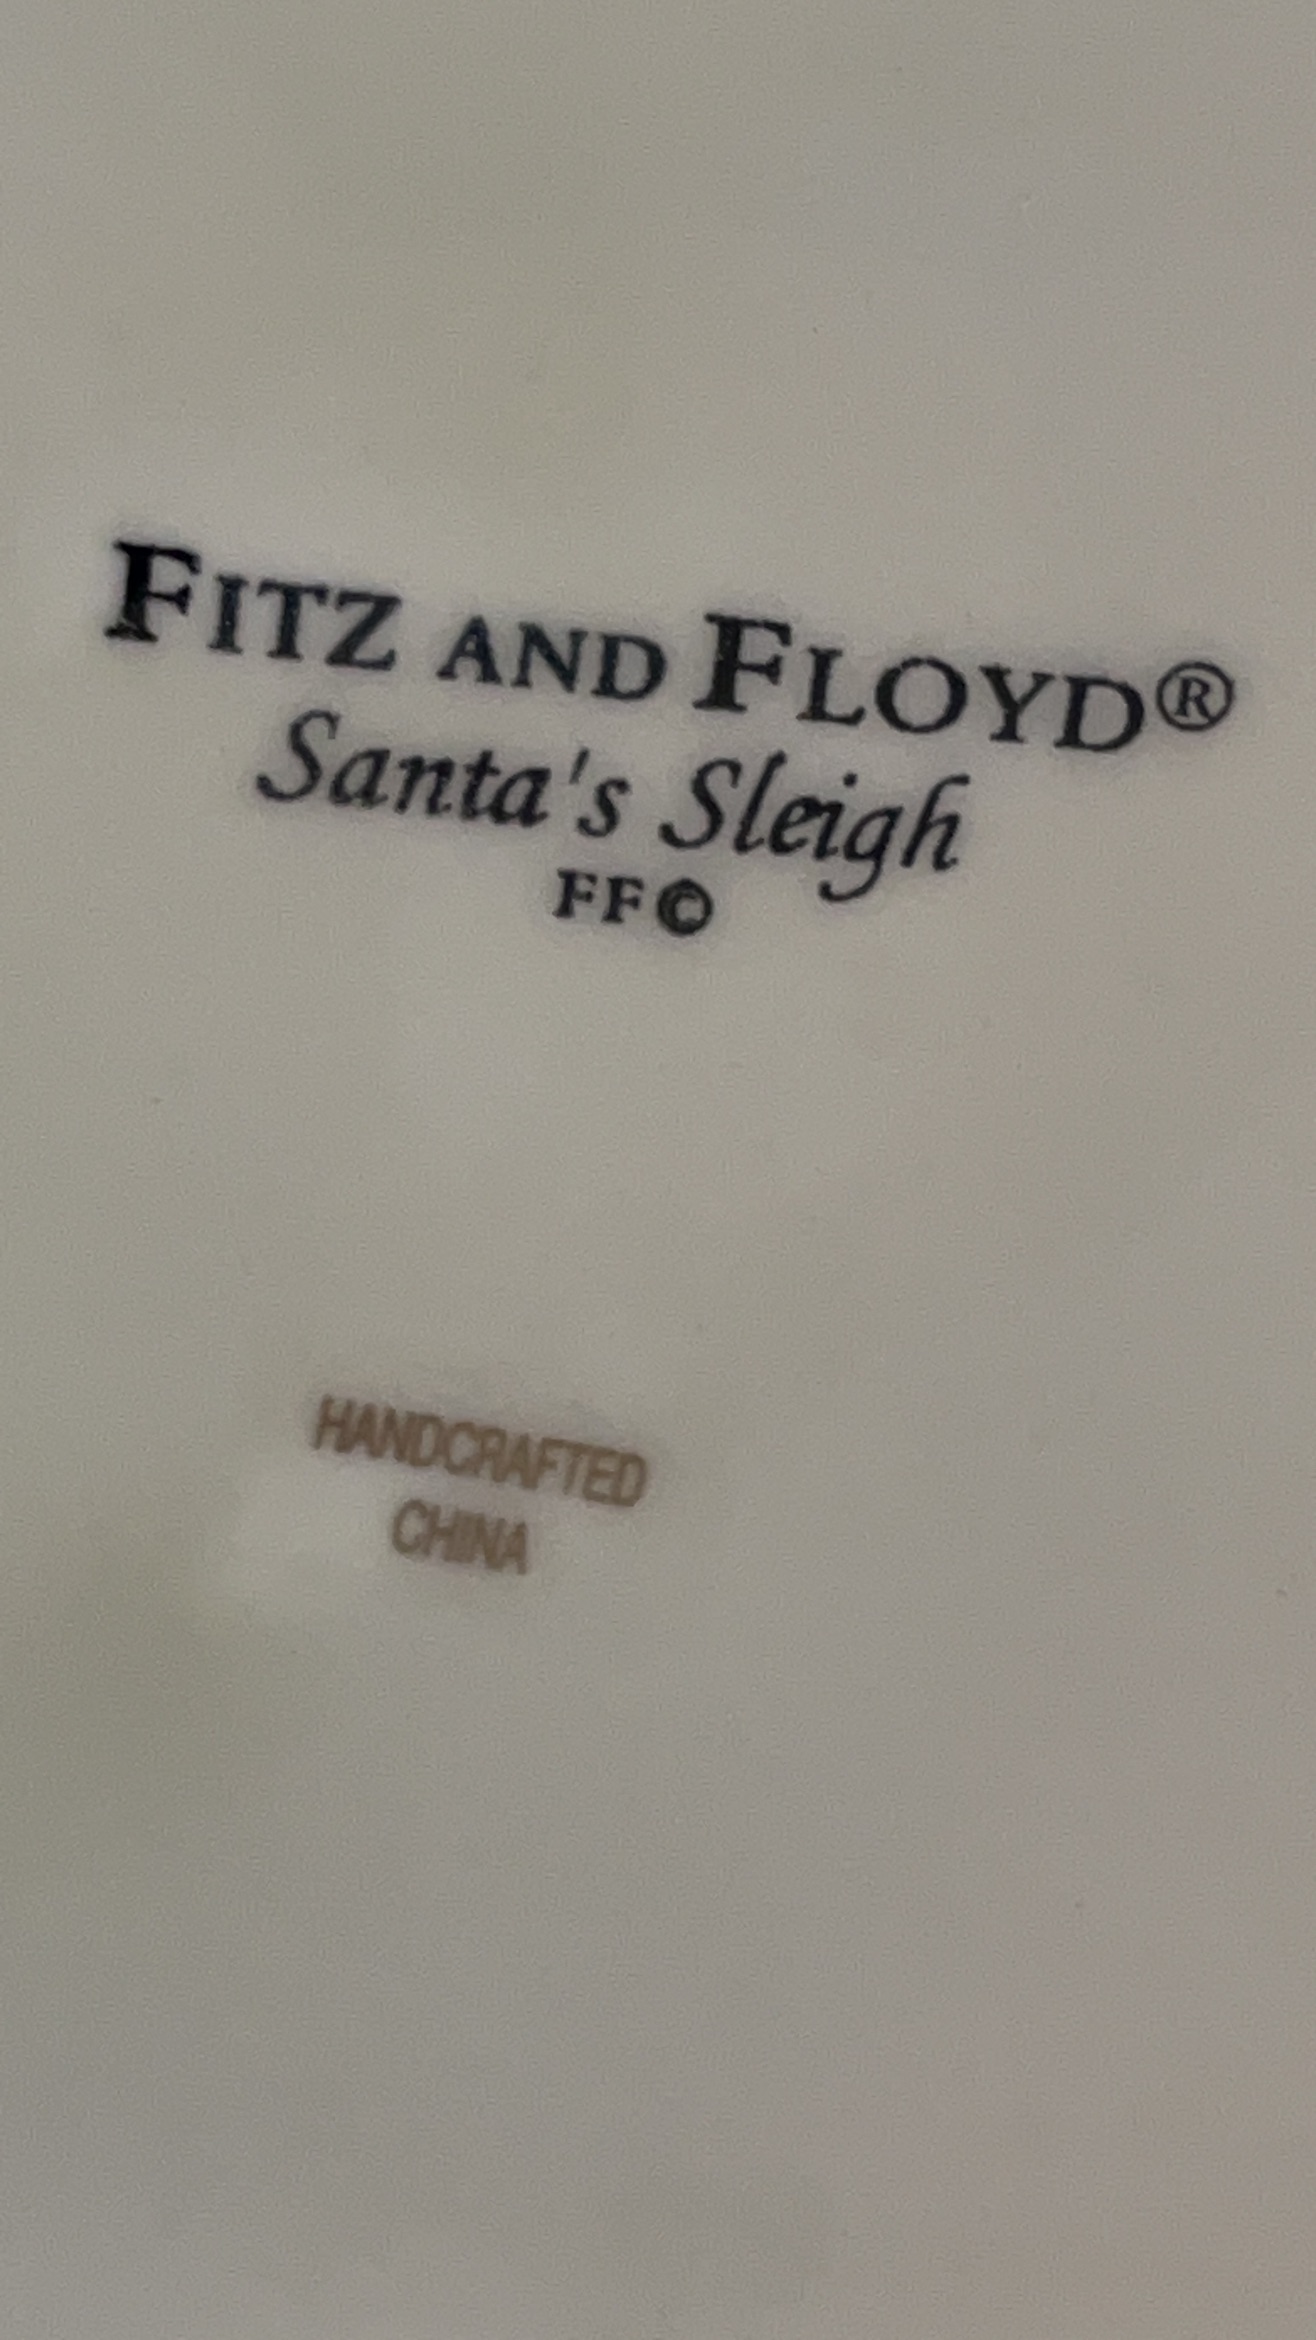 FITZ AND FLOYD®
Santa's Sleigh
FF©
HANDCRAFTED
CHINA